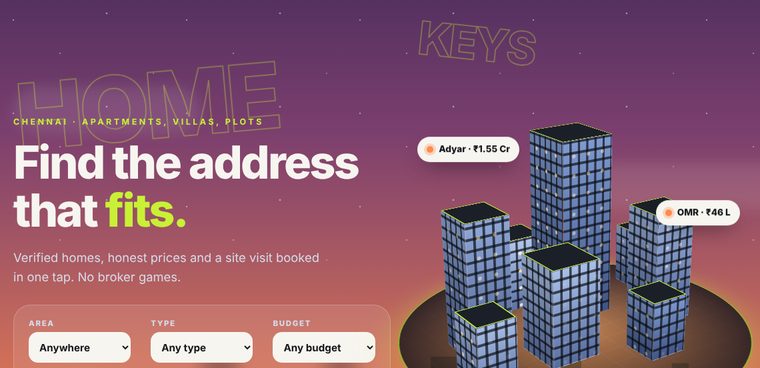 KEYS
HOME
CHENNAI · APARTMENTS, VILLAS, PLOTS
Find the address
that fits.
Verified homes, honest prices and a site visit booked
in one tap. No broker games.
AREA
TYPE
BUDGET
Anywhere
Any type
Any budget
Adyar · ₹1.55 Cr
OMR · ₹46 L